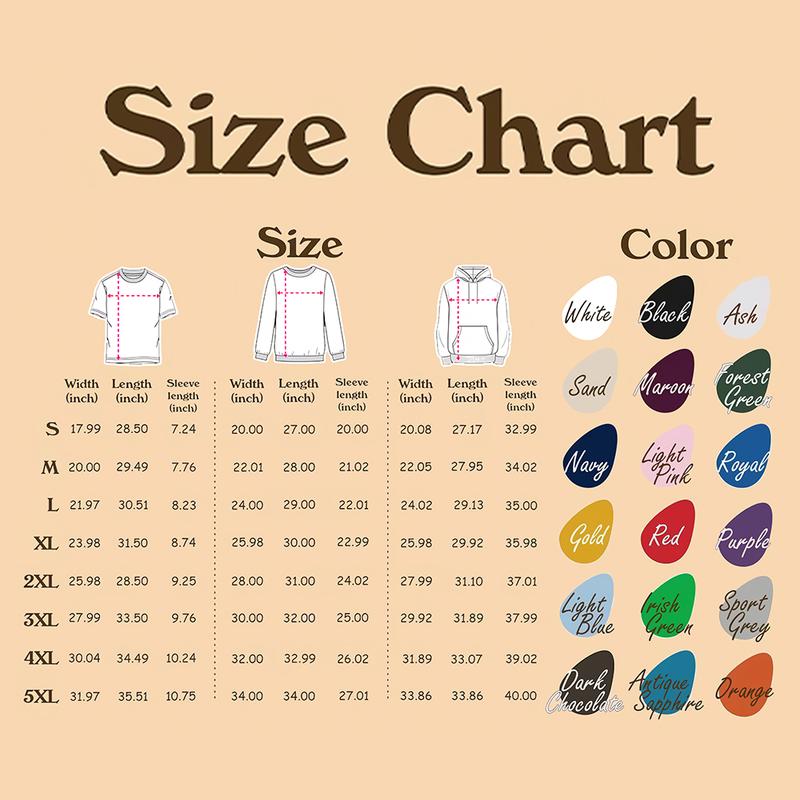 Size Chart
Size
Color
Width (inch) Length (inch) Sleeve length (inch) Width (inch) Length (inch) Sleeve length (inch) Width (inch) Length (inch) Sleeve length (inch)
S 17.99 28.50 7.24 20.00 27.00 20.00 20.08 27.17 32.99
M 20.00 29.49 7.76 22.01 28.00 21.02 22.05 27.95 34.02
L 21.97 30.51 8.23 24.00 29.00 22.01 24.02 29.13 35.00
XL 23.98 31.50 8.74 25.98 30.00 22.99 25.98 29.92 35.98
2XL 25.98 28.50 9.25 28.00 31.00 24.02 27.99 31.10 37.01
3XL 27.99 33.50 9.76 30.00 32.00 25.00 29.92 31.89 37.99
4XL 30.04 34.49 10.24 32.00 32.99 26.02 31.89 33.07 39.02
5XL 31.97 35.51 10.75 34.00 34.00 27.01 33.86 33.86 40.00
White Black Ash
Sand Maroon Forest Green
Navy Light Pink Royal
Gold Red Purple
Light Blue Irish Green Sport Grey
Dark Chocolate Antique Sapphire Orange